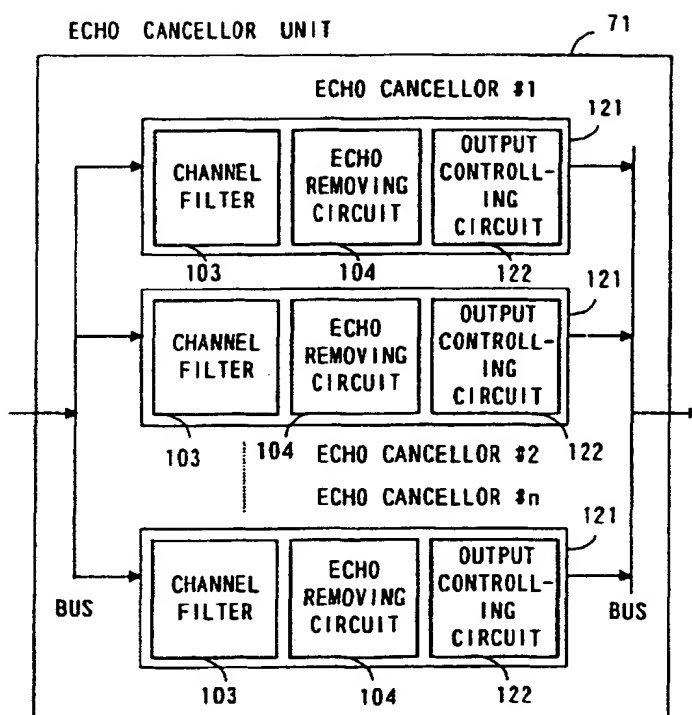 ECHO CANCELLOR UNIT
71
ECHO CANCELLOR #1
121
CHANNEL
FILTER
ECHO
REMOVING
CIRCUIT
OUTPUT
CONTROLL-
ING
CIRCUIT
103
104
122
121
CHANNEL
FILTER
ECHO
REMOVING
CIRCUIT
OUTPUT
CONTROLL-
ING
CIRCUIT
103
104
ECHO CANCELLOR #2
122
ECHO CANCELLOR #n
121
CHANNEL
FILTER
ECHO
REMOVING
CIRCUIT
OUTPUT
CONTROLL-
ING
CIRCUIT
BUS
BUS
103
104
122